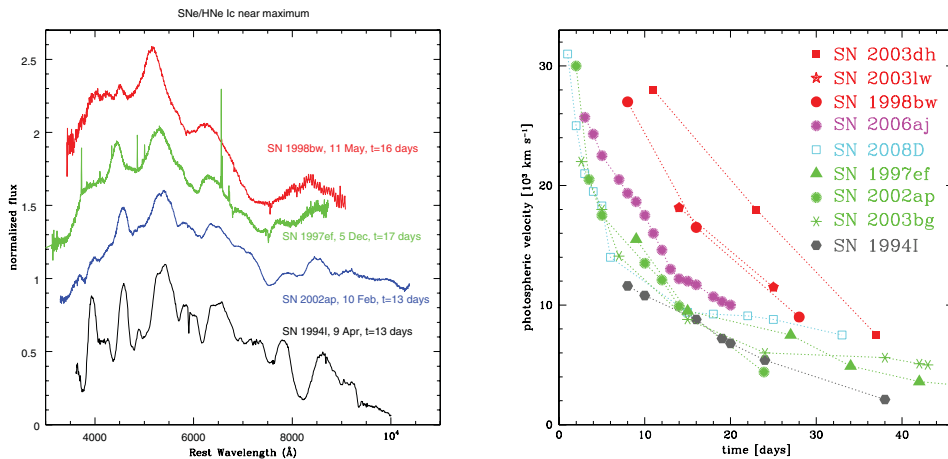 SNe/HNe Ic near maximum
normalized flux
2.5
2
1.5
1
0.5
0
SN 1998bw, 11 May, t=16 days
SN 1997ef, 5 Dec, t=17 days
SN 2002ap, 10 Feb, t=13 days
SN 1994I, 9 Apr, t=13 days
4000
6000
8000
10⁴
Rest Wavelength (Å)
photospheric velocity [10³ km s⁻¹]
30
20
10
0
SN 2003dh
SN 2003lw
SN 1998bw
SN 2006aj
SN 2008D
SN 1997ef
SN 2002ap
SN 2003bg
SN 1994I
0
10
20
30
40
time [days]